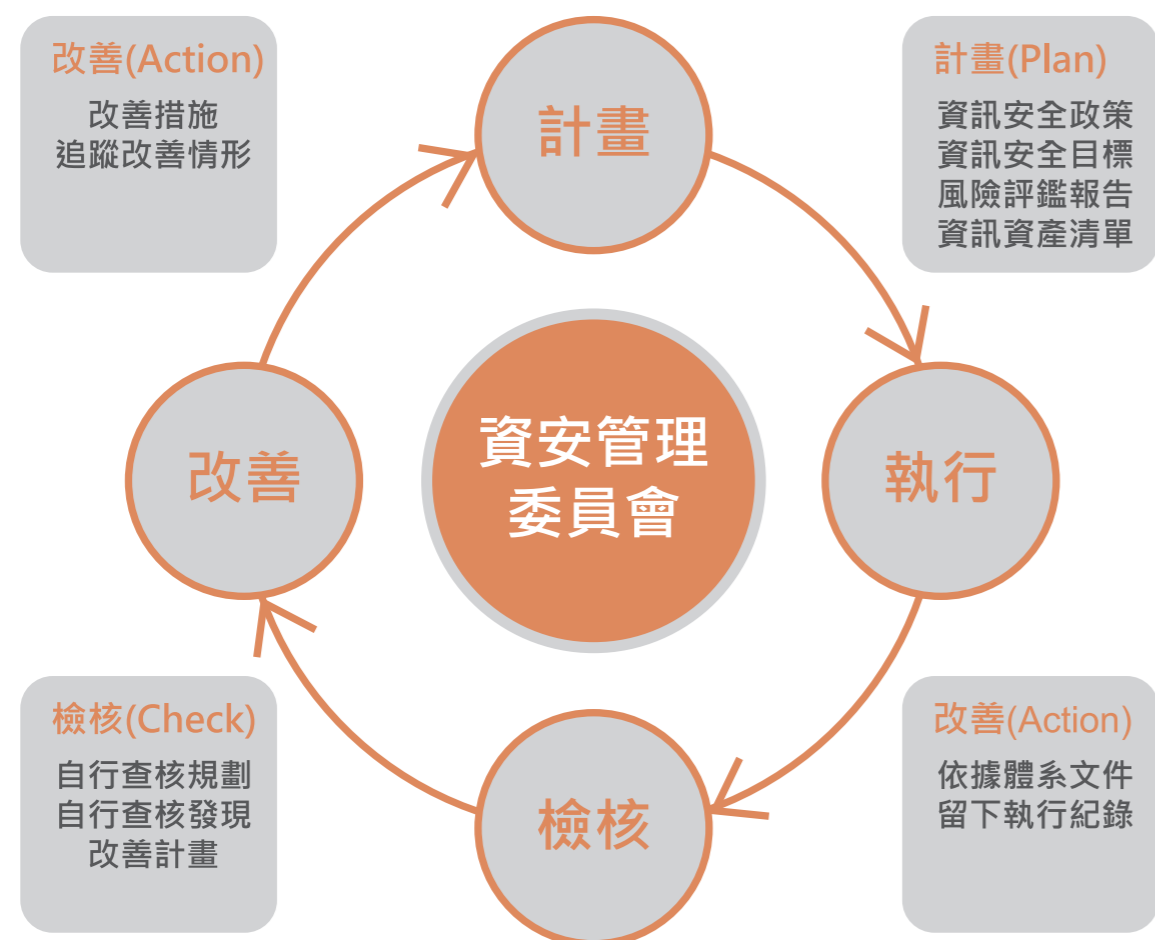 改善(Action)
改善措施
追蹤改善情形
計畫
計畫(Plan)
資訊安全政策
資訊安全目標
風險評鑑報告
資訊資產清單
改善
資安管理
委員會
執行
檢核(Check)
自行查核規劃
自行查核發現
改善計畫
檢核
改善(Action)
依據體系文件
留下執行紀錄